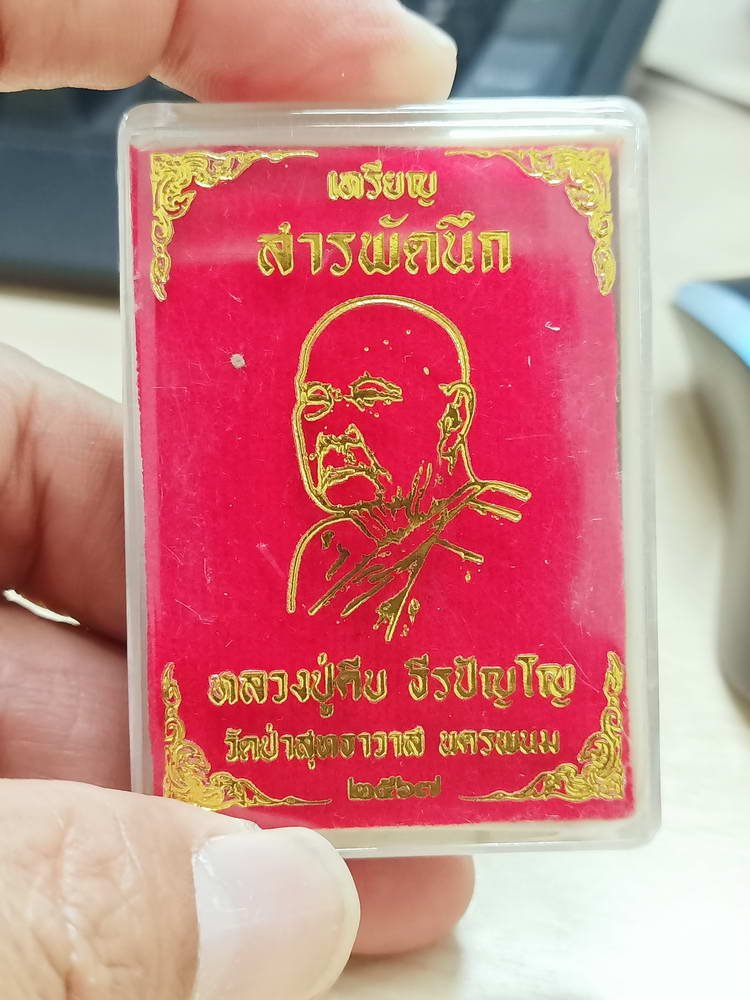 เหรียญ
สารพัดนึก
หลวงปู่คีบ ธีรปัญโญ
วัดป่าสุทธาวาส นครพนม
๒๕๖๗